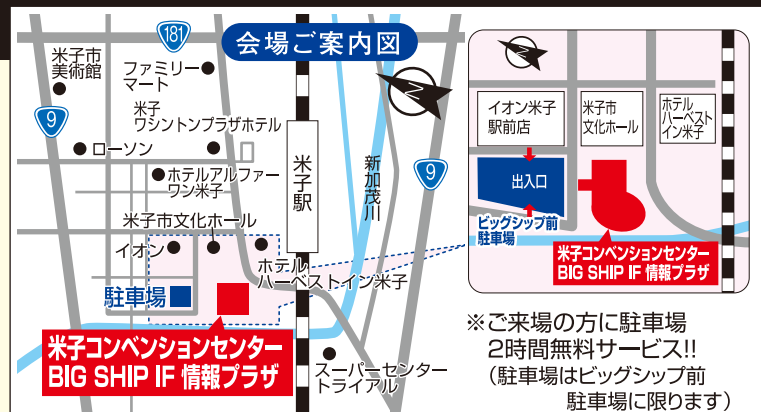 会場ご案内図
181
米子市
美術館
ファミリー
マート
米子
ワシントンプラザホテル
9
ローソン
ホテルアルファー
ワン米子
米子駅
新加茂川
9
米子市文化ホール
イオン
ホテル
ハーベストイン米子
駐車場
米子コンベンションセンター
BIG SHIP IF 情報プラザ
スーパーセンター
トライアル
N
N
イオン米子
駅前店
米子市
文化ホール
ホテル
ハーベスト
イン米子
出入口
ビッグシップ前
駐車場
米子コンベンションセンター
BIG SHIP IF 情報プラザ
※ご来場の方に駐車場
2時間無料サービス!!
(駐車場はビッグシップ前
駐車場に限ります)